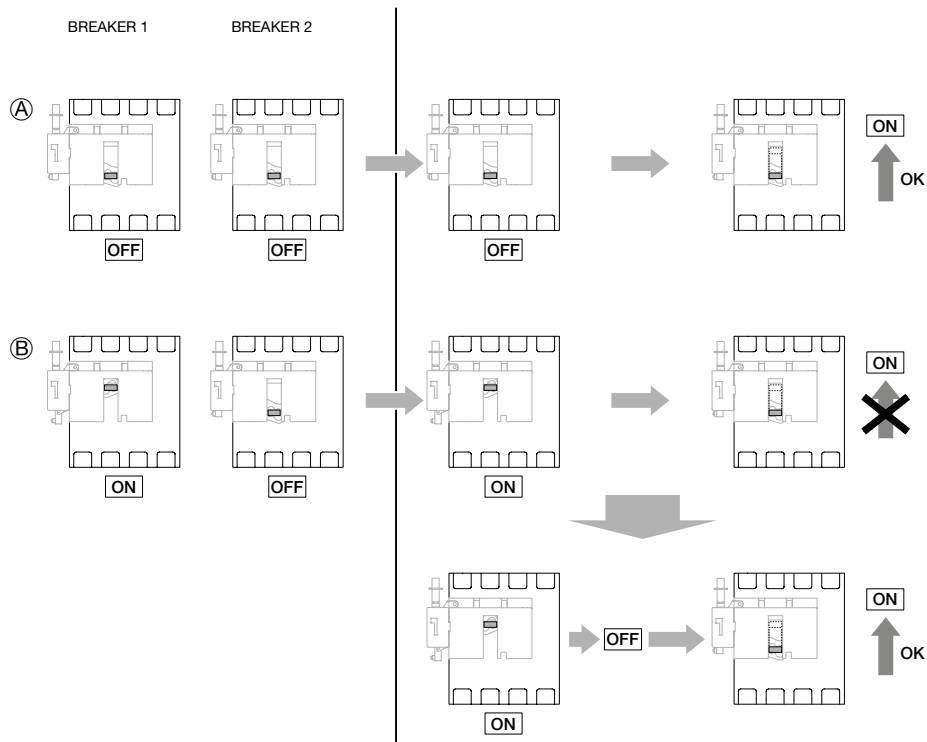 BREAKER 1 BREAKER 2
Ⓐ
ON
OK
OFF OFF OFF
Ⓑ
ON
ON OFF ON
ON
OFF
OK
ON